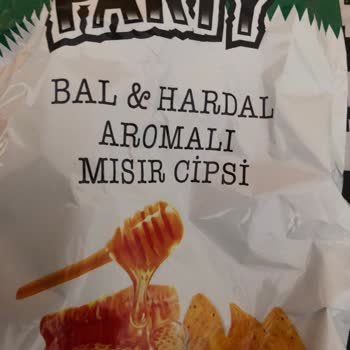 PARTY
BAL & HARDAL
AROMALI
MISIR CİPSİ